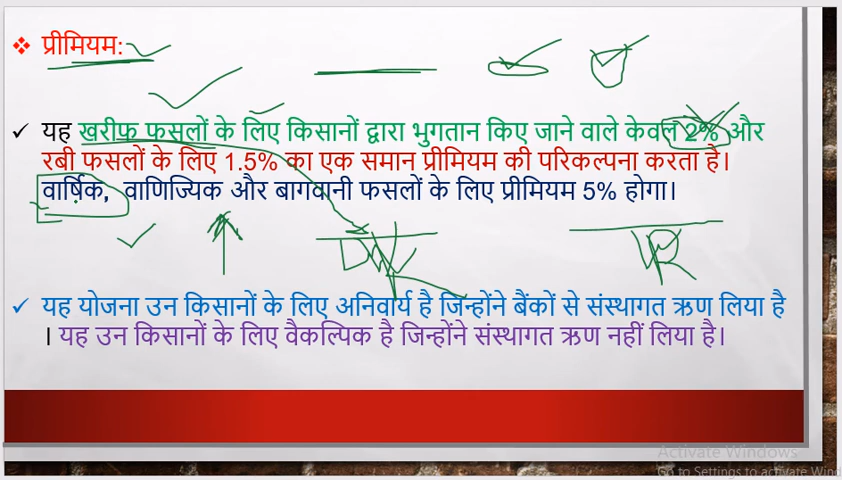 ❖ प्रीमियम:
✓ यह खरीफ फसलों के लिए किसानों द्वारा भुगतान किए जाने वाले केवल 2% और
रबी फसलों के लिए 1.5% का एक समान प्रीमियम की परिकल्पना करता है।
वार्षिक, वाणिज्यिक और बागवानी फसलों के लिए प्रीमियम 5% होगा।
✓ यह योजना उन किसानों के लिए अनिवार्य है जिन्होंने बैंकों से संस्थागत ऋण लिया है
। यह उन किसानों के लिए वैकल्पिक है जिन्होंने संस्थागत ऋण नहीं लिया है।
Activate Windows
Go to Settings to activate Wind